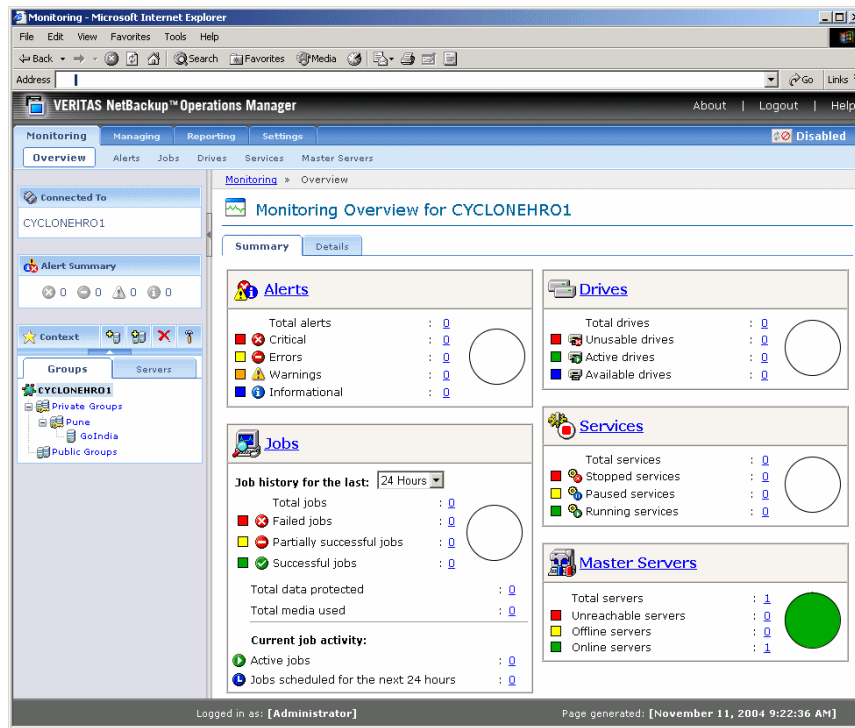 Monitoring - Microsoft Internet Explorer
File Edit View Favorites Tools Help
Back Search Favorites Media
Address Go Links
VERITAS NetBackup™ Operations Manager About | Logout | Help
Monitoring Managing Reporting Settings Disabled
Overview Alerts Jobs Drives Services Master Servers
Monitoring » Overview
Connected To
CYCLONEHRO1
Alert Summary
0 0 0 0
Context
Groups Servers
CYCLONEHRO1
Private Groups
Pune
GoIndia
Public Groups
Monitoring Overview for CYCLONEHRO1
Summary Details
Alerts
Total alerts : 0
Critical : 0
Errors : 0
Warnings : 0
Informational : 0
Jobs
Job history for the last: 24 Hours
Total jobs : 0
Failed jobs : 0
Partially successful jobs : 0
Successful jobs : 0
Total data protected : 0
Total media used : 0
Current job activity:
Active jobs : 0
Jobs scheduled for the next 24 hours : 0
Drives
Total drives : 0
Unusable drives : 0
Active drives : 0
Available drives : 0
Services
Total services : 0
Stopped services : 0
Paused services : 0
Running services : 0
Master Servers
Total servers : 1
Unreachable servers : 0
Offline servers : 0
Online servers : 1
Logged in as: [Administrator] Page generated: [November 11, 2004 9:22:36 AM]